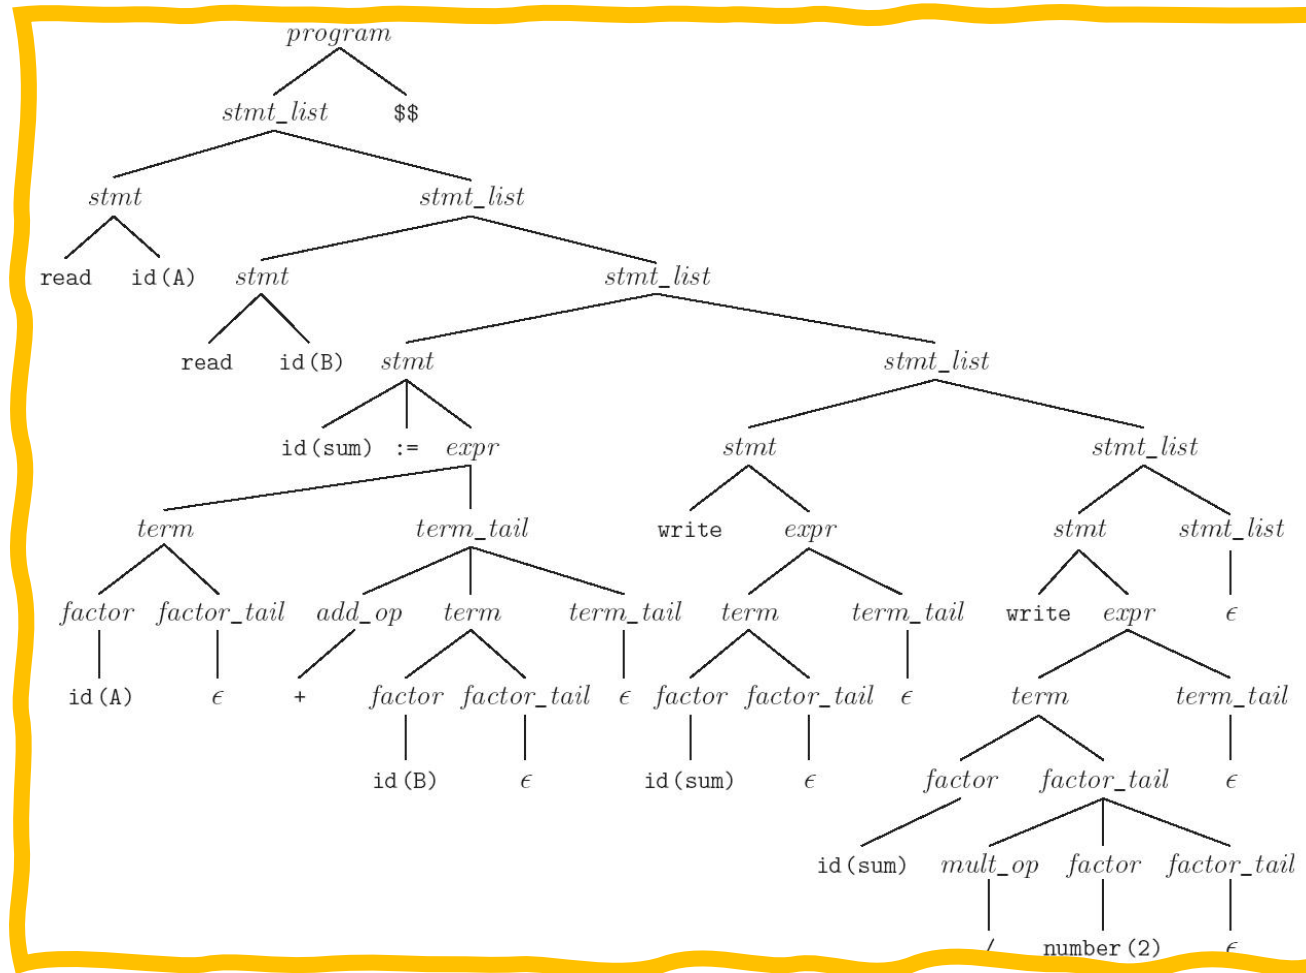 program
stmt_list $$
stmt stmt_list
read id(A) stmt stmt_list
read id(B) stmt stmt_list
id(sum) := expr stmt stmt_list
term term_tail write expr stmt stmt_list
factor factor_tail add_op term term_tail term term_tail write expr ϵ
id(A) ϵ + factor factor_tail ϵ factor factor_tail ϵ term term_tail
id(B) ϵ id(sum) ϵ factor factor_tail ϵ
id(sum) mult_op factor factor_tail
/ number(2) ϵ